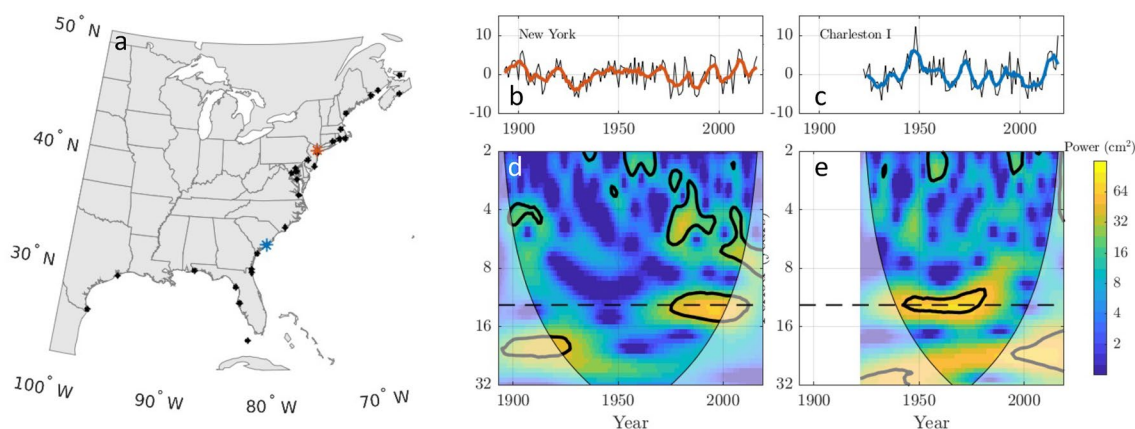 50° N
a
40° N
30° N
100° W
90° W
80° W
70° W
10
0
-10
New York
b
1900
1950
2000
10
0
-10
Charleston I
c
1900
1950
2000
2
4
8
16
32
d
1900
1950
2000
Year
2
4
8
16
32
e
1900
1950
2000
Year
Power (cm²)
64
32
16
8
4
2